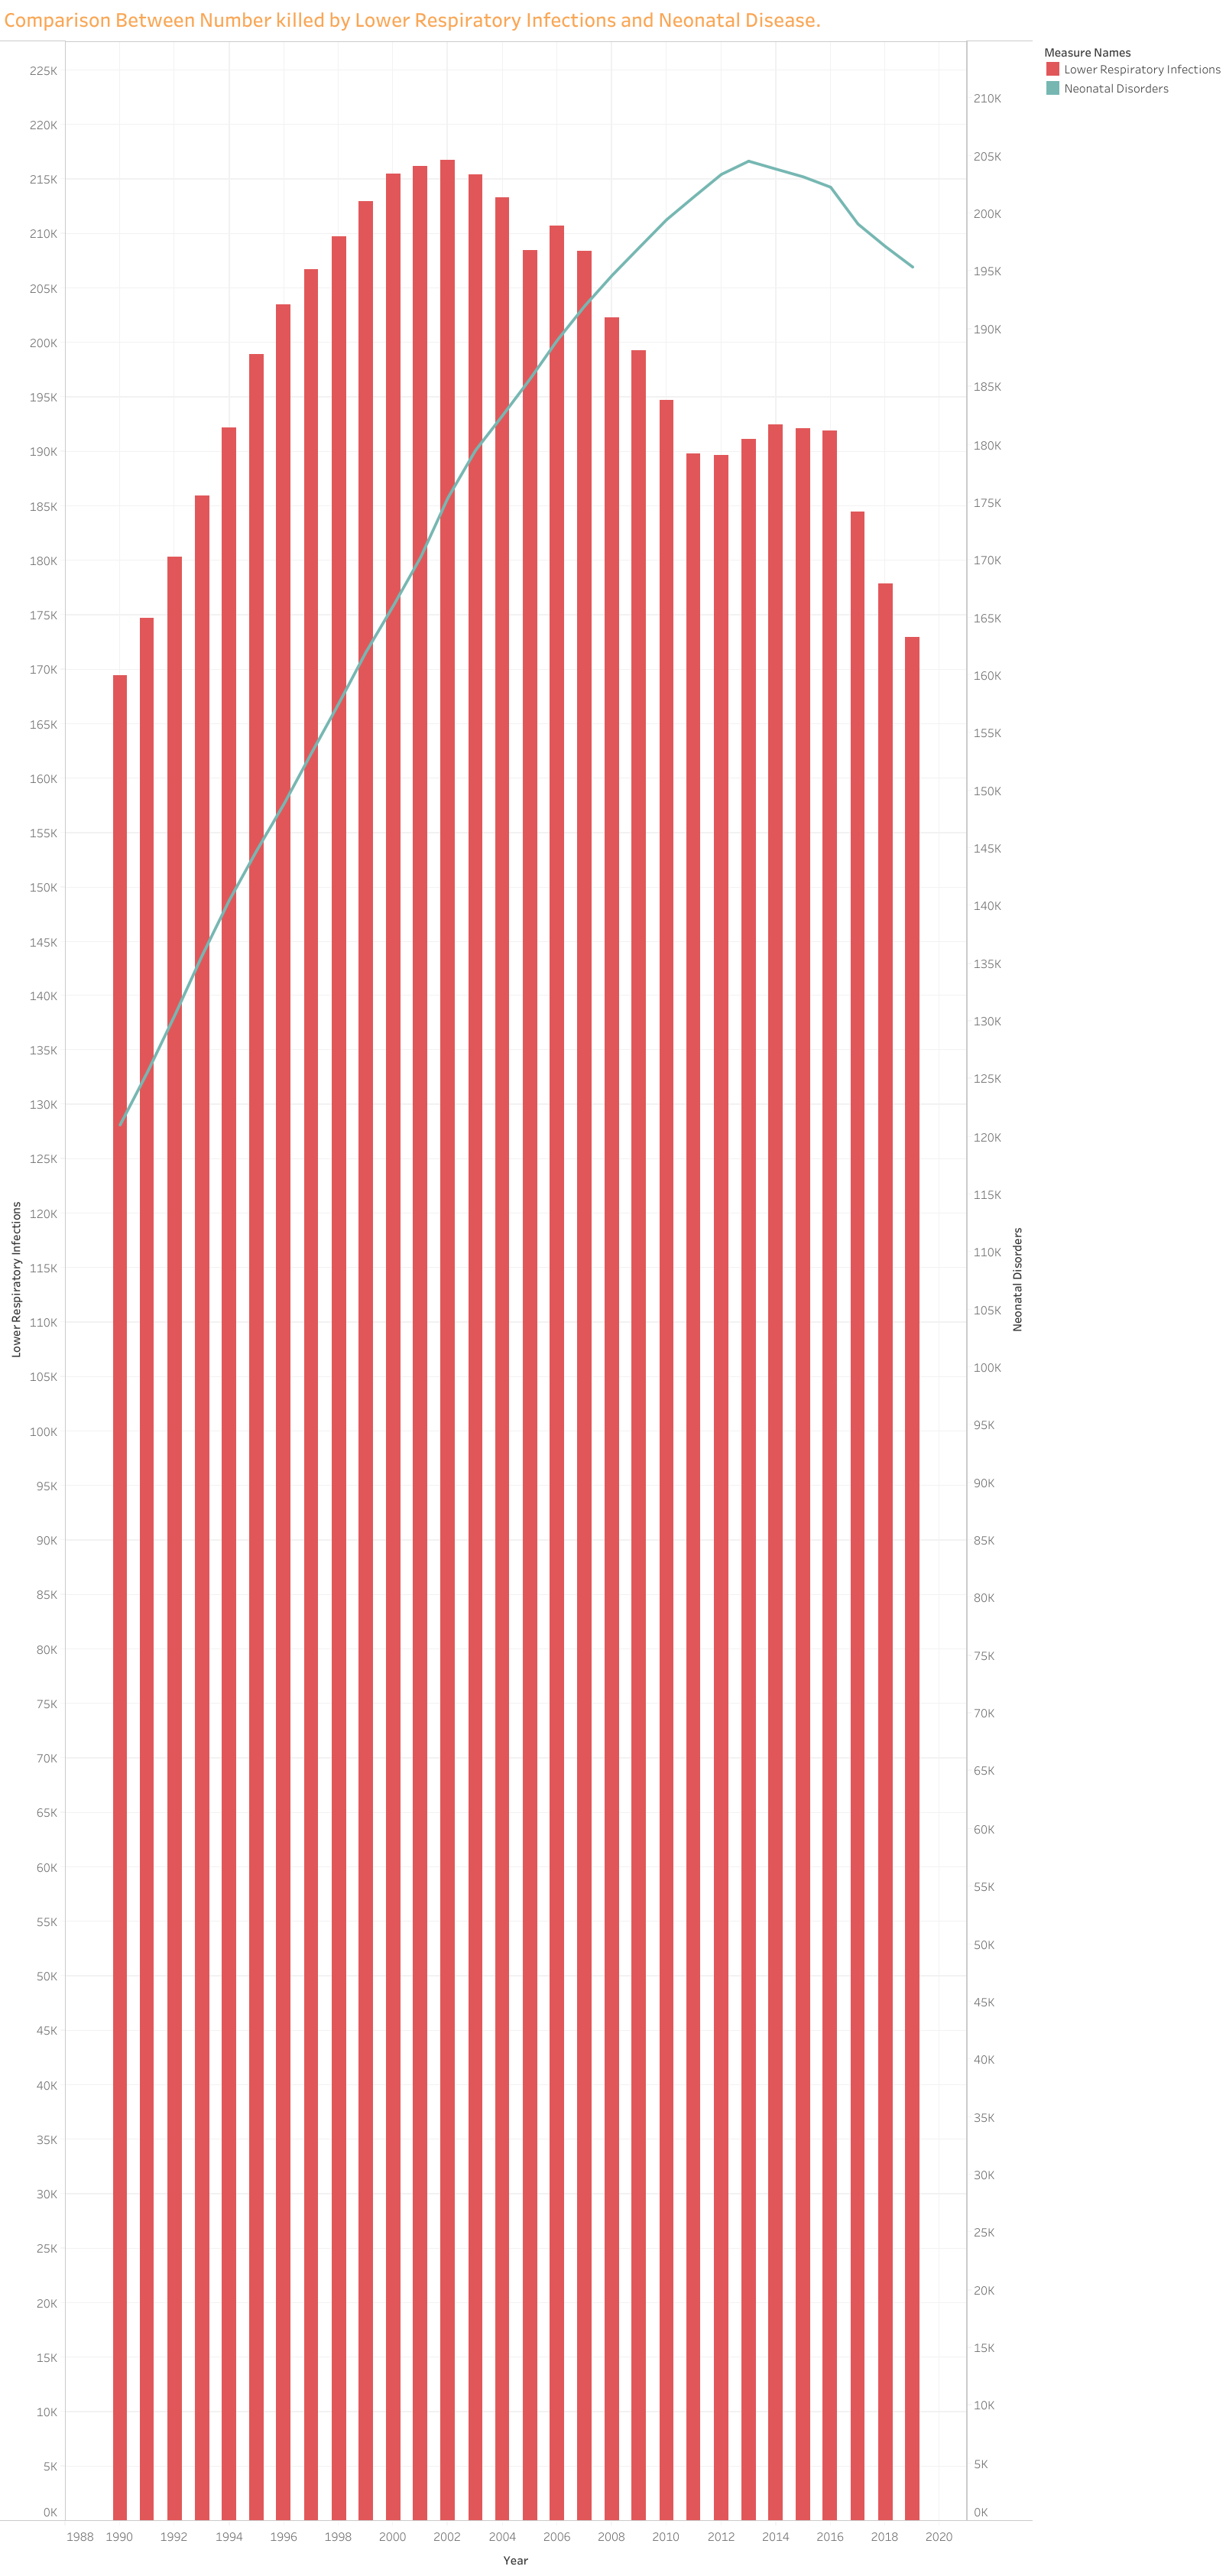 Comparison Between Number killed by Lower Respiratory Infections and Neonatal Disease.
Measure Names
Lower Respiratory Infections
Neonatal Disorders
225K
220K
215K
210K
205K
200K
195K
190K
185K
180K
175K
170K
165K
160K
155K
150K
145K
140K
135K
130K
125K
120K
115K
110K
105K
100K
95K
90K
85K
80K
75K
70K
65K
60K
55K
50K
45K
40K
35K
30K
25K
20K
15K
10K
5K
0K
Lower Respiratory Infections
210K
205K
200K
195K
190K
185K
180K
175K
170K
165K
160K
155K
150K
145K
140K
135K
130K
125K
120K
115K
110K
105K
100K
95K
90K
85K
80K
75K
70K
65K
60K
55K
50K
45K
40K
35K
30K
25K
20K
15K
10K
5K
0K
Neonatal Disorders
1988 1990 1992 1994 1996 1998 2000 2002 2004 2006 2008 2010 2012 2014 2016 2018 2020
Year